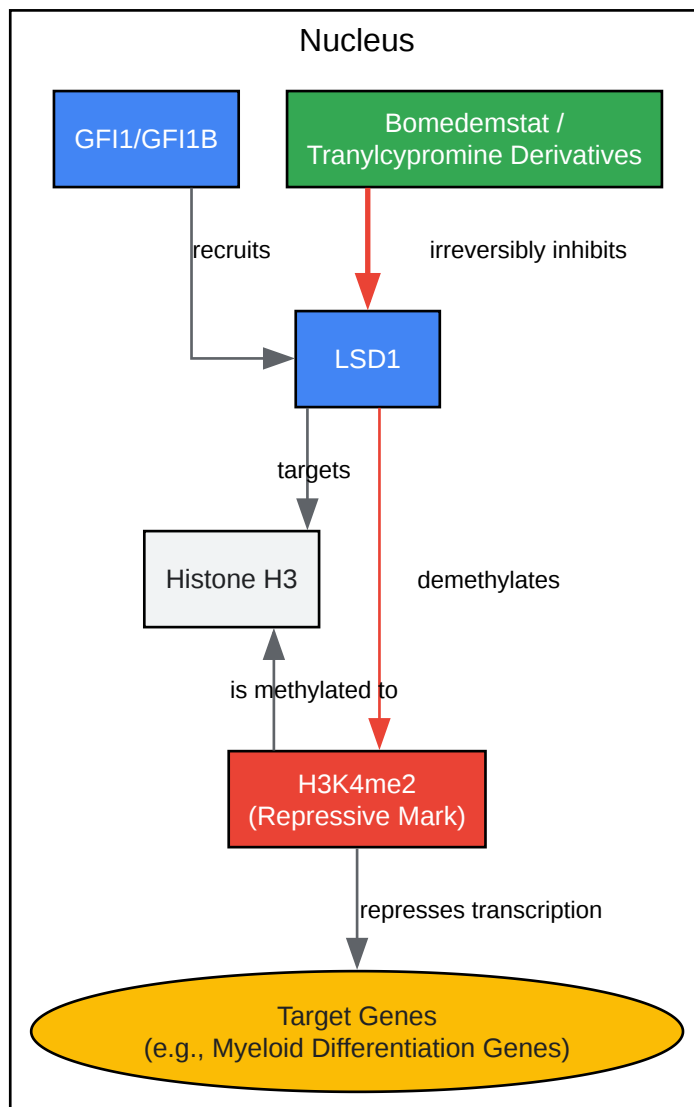 Nucleus
GFI1/GFI1B
Bomedemstat /
Tranylcypromine Derivatives
recruits
irreversibly inhibits
LSD1
targets
Histone H3
demethylates
is methylated to
H3K4me2
(Repressive Mark)
represses transcription
Target Genes
(e.g., Myeloid Differentiation Genes)